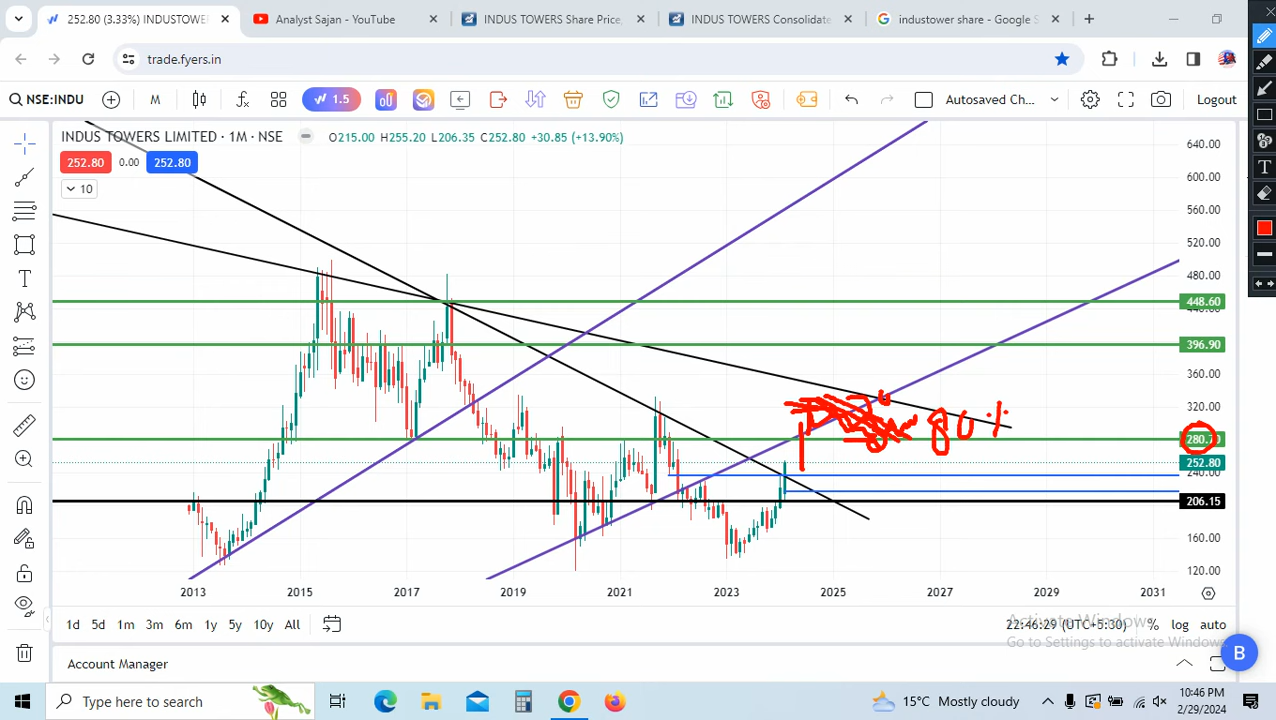 252.80 (3.33%) INDUSTOWER
Analyst Sajan - YouTube
INDUS TOWERS Share Price,
INDUS TOWERS Consolidate
industower share - Google S
trade.fyers.in
NSE:INDU
M
1.5
Autosaved Ch...
Logout
INDUS TOWERS LIMITED · 1M · NSE
O215.00 H255.20 L206.35 C252.80 +30.85 (+13.90%)
252.80
0.00
252.80
10
640.00
600.00
560.00
520.00
480.00
448.60
440.00
396.90
360.00
320.00
80 %
280.70
252.80
240.00
206.15
160.00
120.00
2013
2015
2017
2019
2021
2023
2025
2027
2029
2031
1d
5d
1m
3m
6m
1y
5y
10y
All
22:46:29 (UTC+5:30)
%
log
auto
Activate Windows
Go to Settings to activate Windows.
Account Manager
B
Type here to search
15°C Mostly cloudy
10:46 PM
2/29/2024